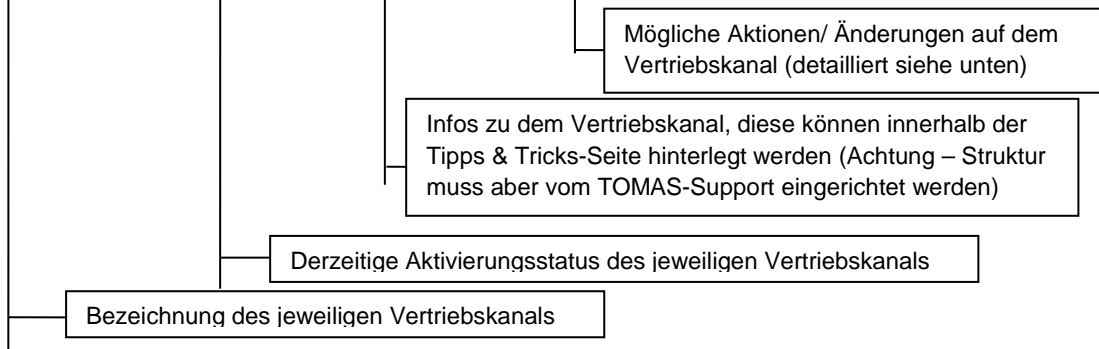 Mögliche Aktionen/ Änderungen auf dem
Vertriebskanal (detailliert siehe unten)
Infos zu dem Vertriebskanal, diese können innerhalb der
Tipps & Tricks-Seite hinterlegt werden (Achtung – Struktur
muss aber vom TOMAS-Support eingerichtet werden)
Derzeitige Aktivierungsstatus des jeweiligen Vertriebskanals
Bezeichnung des jeweiligen Vertriebskanals